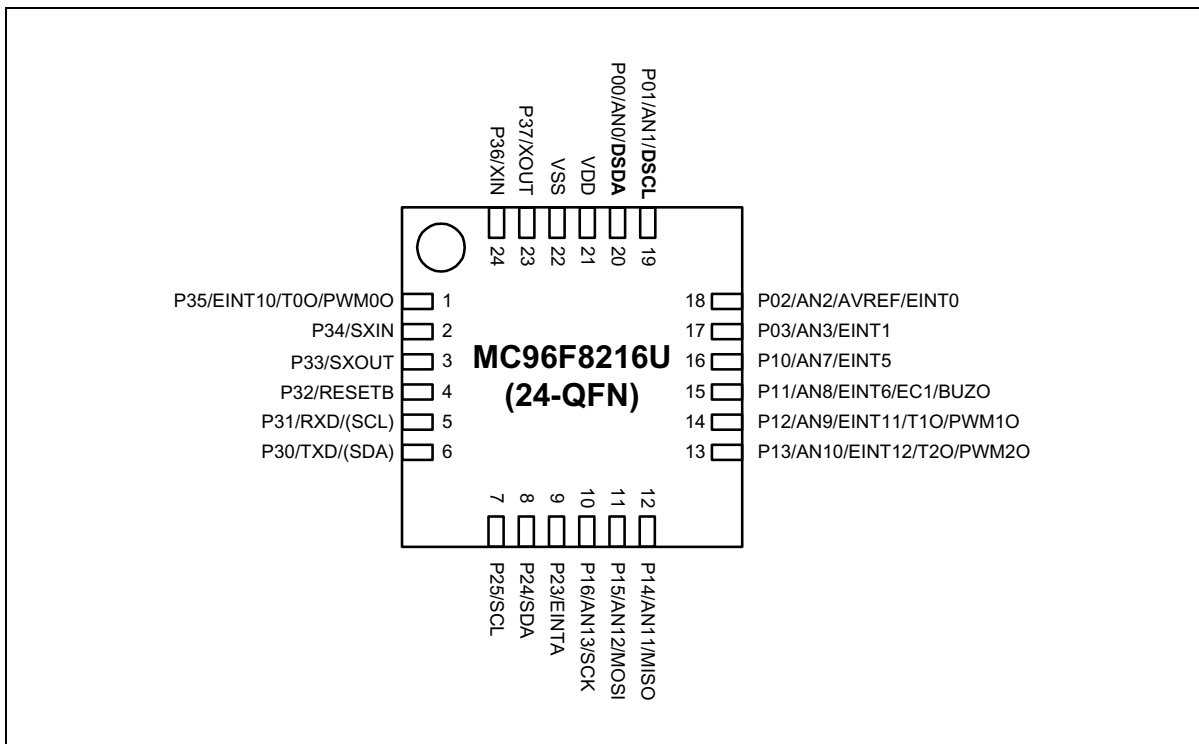 P36/XIN
P37/XOUT
VSS
VDD
P00/AN0/DSDA
P01/AN1/DSCL
24
23
22
21
20
19
P35/EINT10/T0O/PWM0O
1
P34/SXIN
2
P33/SXOUT
3
P32/RESETB
4
P31/RXD/(SCL)
5
P30/TXD/(SDA)
6
MC96F8216U
(24-QFN)
18
P02/AN2/AVREF/EINT0
17
P03/AN3/EINT1
16
P10/AN7/EINT5
15
P11/AN8/EINT6/EC1/BUZO
14
P12/AN9/EINT11/T1O/PWM1O
13
P13/AN10/EINT12/T2O/PWM2O
7
8
9
10
11
12
P25/SCL
P24/SDA
P23/EINTA
P16/AN13/SCK
P15/AN12/MOSI
P14/AN11/MISO